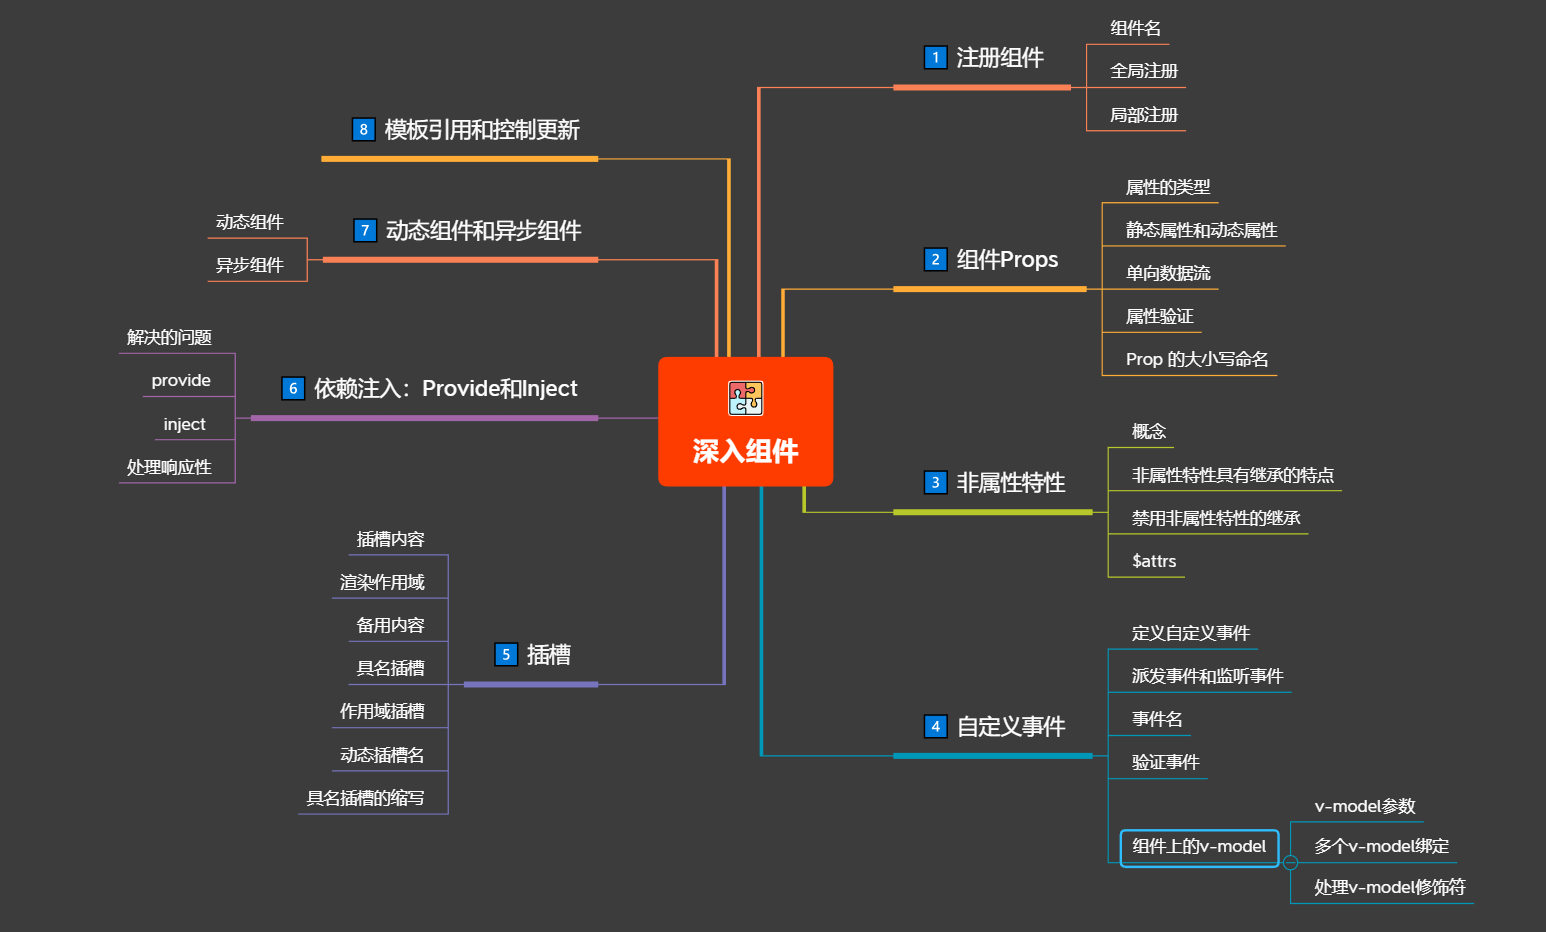 深入组件
1 注册组件
组件名
全局注册
局部注册
2 组件Props
属性的类型
静态属性和动态属性
单向数据流
属性验证
Prop 的大小写命名
3 非属性特性
概念
非属性特性具有继承的特点
禁用非属性特性的继承
$attrs
4 自定义事件
定义自定义事件
派发事件和监听事件
事件名
验证事件
组件上的v-model
v-model参数
多个v-model绑定
处理v-model修饰符
5 插槽
插槽内容
渲染作用域
备用内容
具名插槽
作用域插槽
动态插槽名
具名插槽的缩写
6 依赖注入：Provide和Inject
解决的问题
provide
inject
处理响应性
7 动态组件和异步组件
动态组件
异步组件
8 模板引用和控制更新